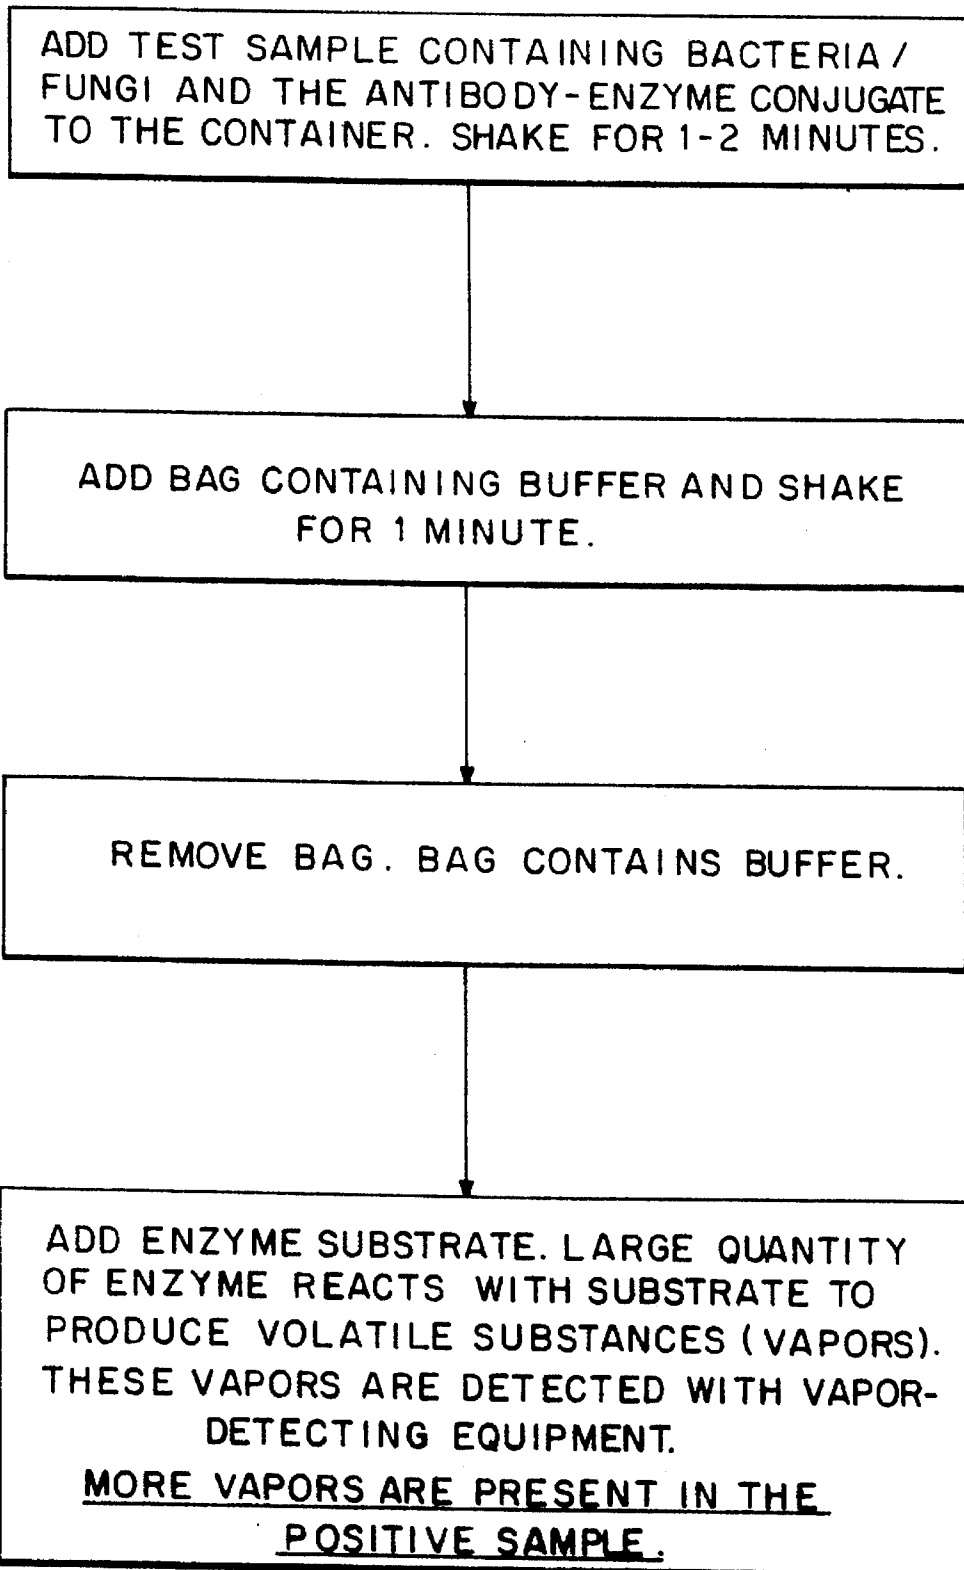 ADD TEST SAMPLE CONTAINING BACTERIA/
FUNGI AND THE ANTIBODY-ENZYME CONJUGATE
TO THE CONTAINER. SHAKE FOR 1-2 MINUTES.
ADD BAG CONTAINING BUFFER AND SHAKE
FOR 1 MINUTE.
REMOVE BAG. BAG CONTAINS BUFFER.
ADD ENZYME SUBSTRATE. LARGE QUANTITY
OF ENZYME REACTS WITH SUBSTRATE TO
PRODUCE VOLATILE SUBSTANCES (VAPORS).
THESE VAPORS ARE DETECTED WITH VAPOR-
DETECTING EQUIPMENT.
MORE VAPORS ARE PRESENT IN THE
POSITIVE SAMPLE.